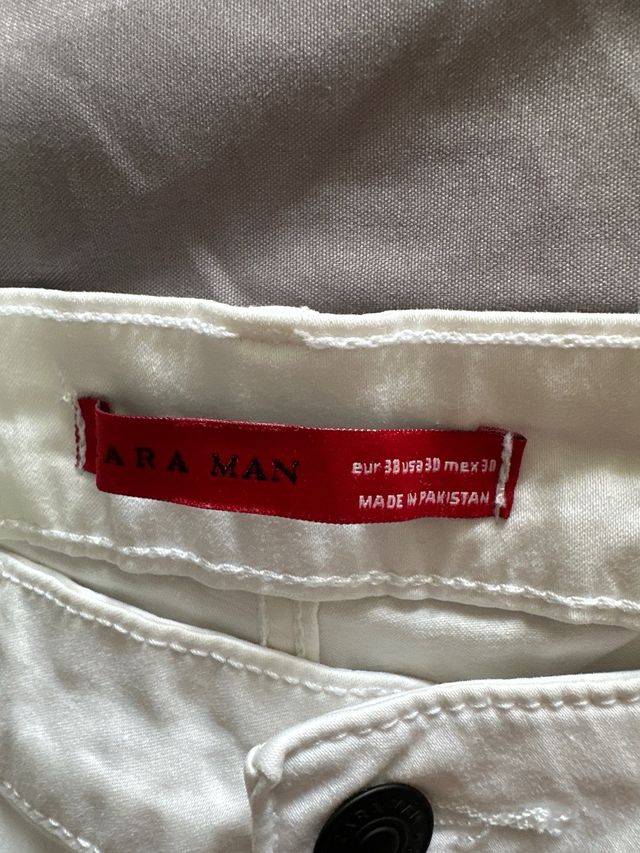 ARA MAN
eur 38 usa 30 mex 30
MADE IN PAKISTAN